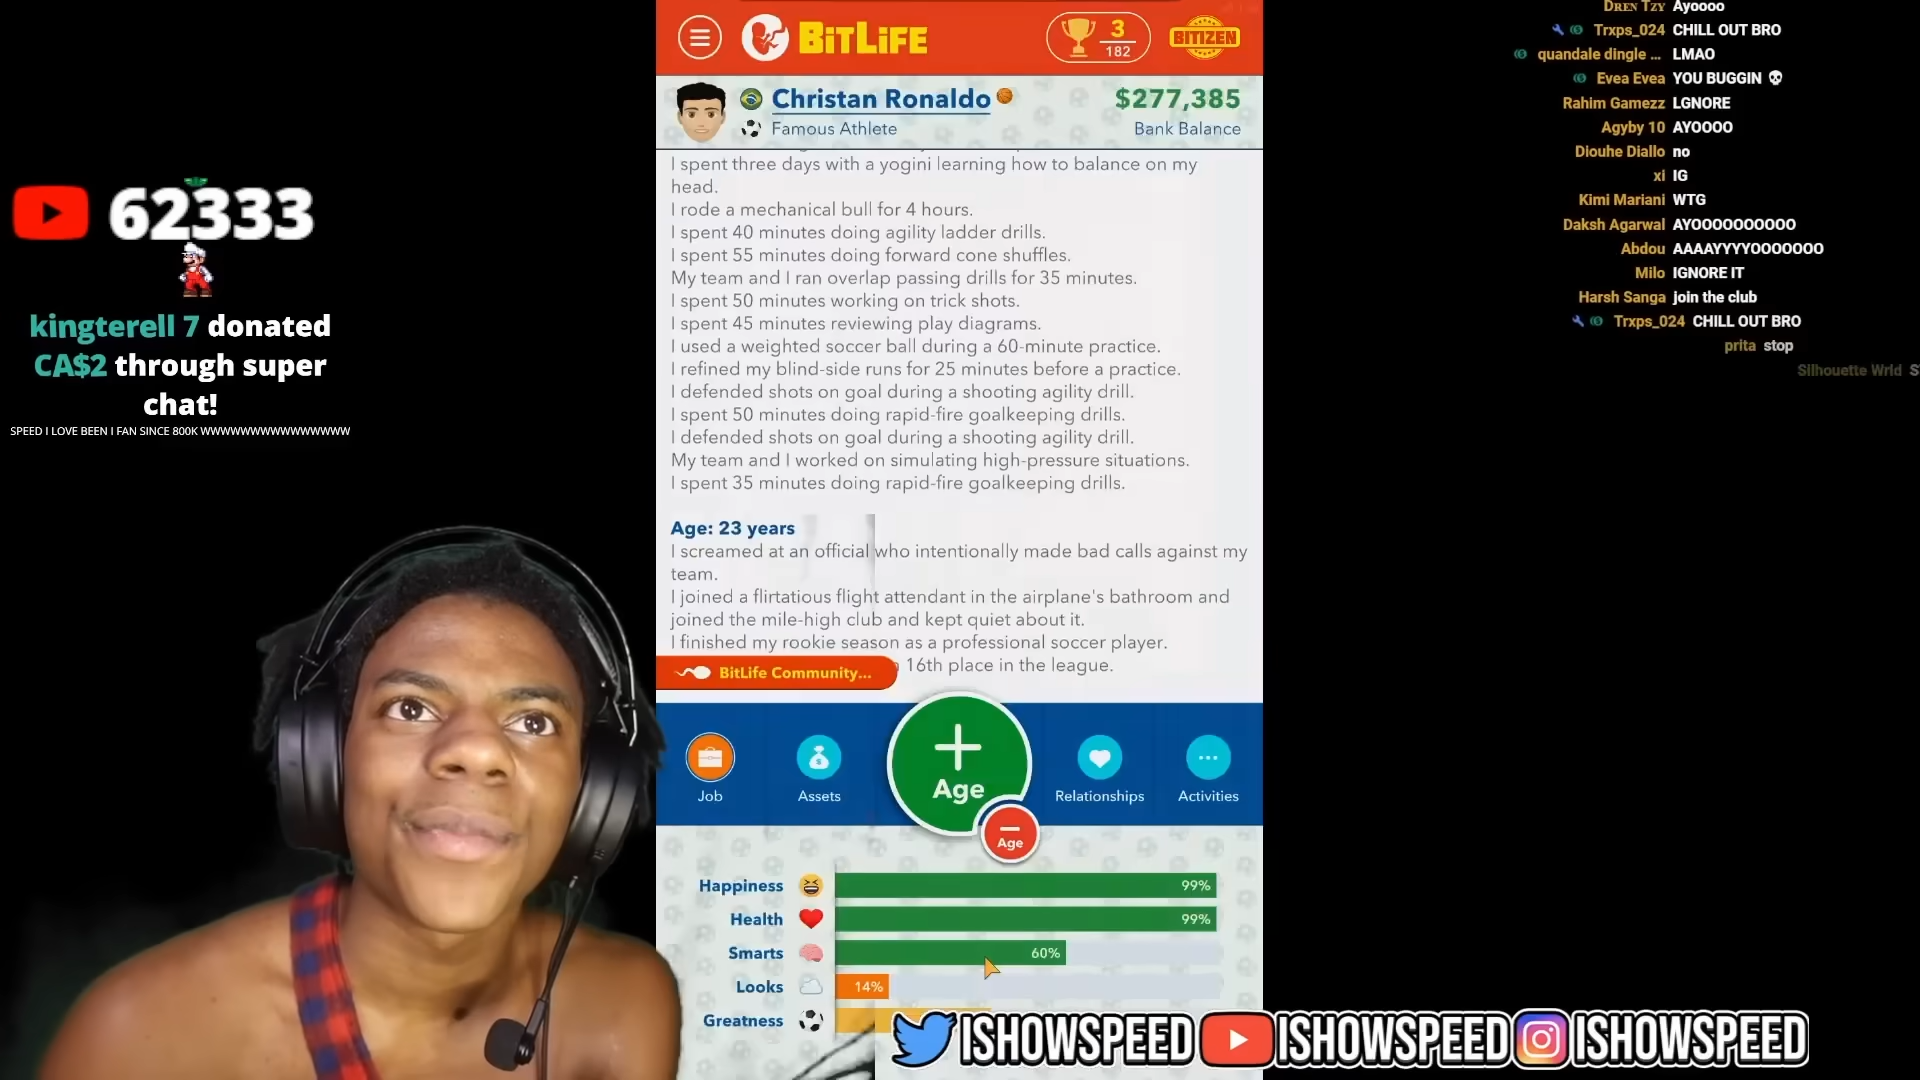 62333
kingterell 7 donated
CA$2 through super
chat!
SPEED I LOVE BEEN I FAN SINCE 800K WWWWWWWWWWWWWWWW
BITLIFE
3
182
BITIZEN
Christan Ronaldo
$277,385
Famous Athlete
Bank Balance
I spent three days with a yogini learning how to balance on my
head.
I rode a mechanical bull for 4 hours.
I spent 40 minutes doing agility ladder drills.
I spent 55 minutes doing forward cone shuffles.
My team and I ran overlap passing drills for 35 minutes.
I spent 50 minutes working on trick shots.
I spent 45 minutes reviewing play diagrams.
I used a weighted soccer ball during a 60-minute practice.
I refined my blind-side runs for 25 minutes before a practice.
I defended shots on goal during a shooting agility drill.
I spent 50 minutes doing rapid-fire goalkeeping drills.
I defended shots on goal during a shooting agility drill.
My team and I worked on simulating high-pressure situations.
I spent 35 minutes doing rapid-fire goalkeeping drills.
Age: 23 years
I screamed at an official who intentionally made bad calls against my
team.
I joined a flirtatious flight attendant in the airplane's bathroom and
joined the mile-high club and kept quiet about it.
I finished my rookie season as a professional soccer player.
16th place in the league.
BitLife Community...
Job
Assets
Age
Age
Relationships
Activities
Happiness 99%
Health 99%
Smarts 60%
Looks 14%
Greatness
Dren Tzy Ayoooo
Trxps_024 CHILL OUT BRO
quandale dingle ... LMAO
Evea Evea YOU BUGGIN 💀
Rahim Gamezz LGNORE
Agyby 10 AYOOOO
Diouhe Diallo no
xi IG
Kimi Mariani WTG
Daksh Agarwal AYOOOOOOOOOO
Abdou AAAAYYYYOOOOOOO
Milo IGNORE IT
Harsh Sanga join the club
Trxps_024 CHILL OUT BRO
prita stop
Silhouette Wrld
ISHOWSPEED ISHOWSPEED ISHOWSPEED